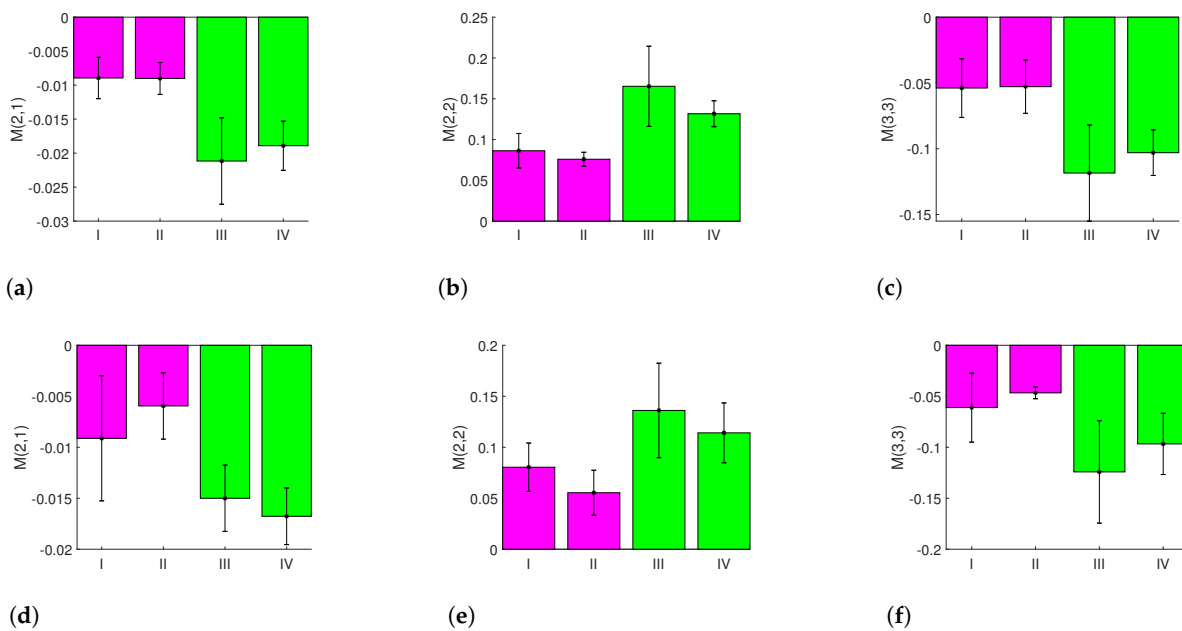 0
-0.005
-0.01
-0.015
-0.02
-0.025
-0.03
M(2,1)
I II III IV
(a)
0.25
0.2
0.15
0.1
0.05
0
M(2,2)
I II III IV
(b)
0
-0.05
-0.1
-0.15
M(3,3)
I II III IV
(c)
0
-0.005
-0.01
-0.015
-0.02
M(2,1)
I II III IV
(d)
0.2
0.15
0.1
0.05
0
M(2,2)
I II III IV
(e)
0
-0.05
-0.1
-0.15
-0.2
M(3,3)
I II III IV
(f)